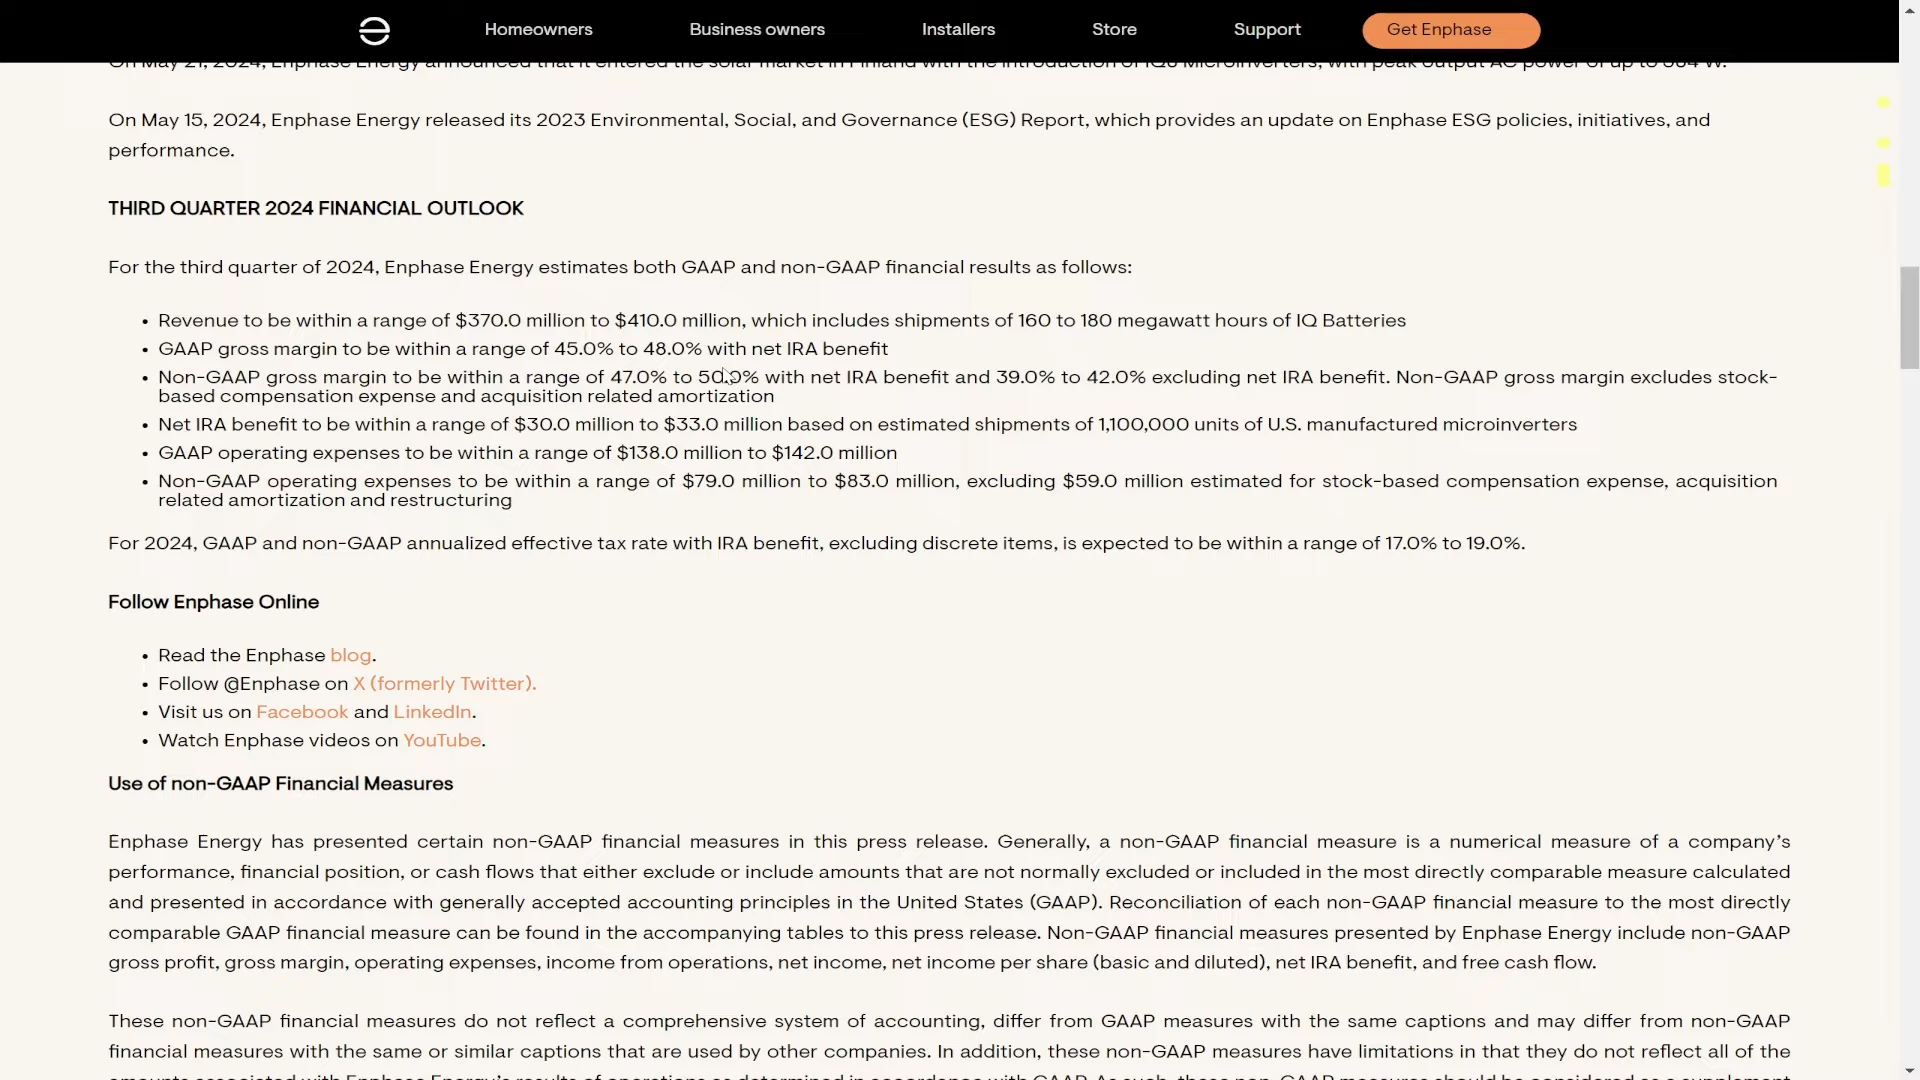 Homeowners Business owners Installers Store Support Get Enphase
On May 21, 2024, Enphase Energy announced that it entered the solar market in Finland with the introduction of IQ8 Microinverters, with peak output AC power of up to 384 W.
On May 15, 2024, Enphase Energy released its 2023 Environmental, Social, and Governance (ESG) Report, which provides an update on Enphase ESG policies, initiatives, and
performance.
THIRD QUARTER 2024 FINANCIAL OUTLOOK
For the third quarter of 2024, Enphase Energy estimates both GAAP and non-GAAP financial results as follows:
• Revenue to be within a range of $370.0 million to $410.0 million, which includes shipments of 160 to 180 megawatt hours of IQ Batteries
• GAAP gross margin to be within a range of 45.0% to 48.0% with net IRA benefit
• Non-GAAP gross margin to be within a range of 47.0% to 50.0% with net IRA benefit and 39.0% to 42.0% excluding net IRA benefit. Non-GAAP gross margin excludes stock-
based compensation expense and acquisition related amortization
• Net IRA benefit to be within a range of $30.0 million to $33.0 million based on estimated shipments of 1,100,000 units of U.S. manufactured microinverters
• GAAP operating expenses to be within a range of $138.0 million to $142.0 million
• Non-GAAP operating expenses to be within a range of $79.0 million to $83.0 million, excluding $59.0 million estimated for stock-based compensation expense, acquisition
related amortization and restructuring
For 2024, GAAP and non-GAAP annualized effective tax rate with IRA benefit, excluding discrete items, is expected to be within a range of 17.0% to 19.0%.
Follow Enphase Online
• Read the Enphase blog.
• Follow @Enphase on X (formerly Twitter).
• Visit us on Facebook and LinkedIn.
• Watch Enphase videos on YouTube.
Use of non-GAAP Financial Measures
Enphase Energy has presented certain non-GAAP financial measures in this press release. Generally, a non-GAAP financial measure is a numerical measure of a company’s
performance, financial position, or cash flows that either exclude or include amounts that are not normally excluded or included in the most directly comparable measure calculated
and presented in accordance with generally accepted accounting principles in the United States (GAAP). Reconciliation of each non-GAAP financial measure to the most directly
comparable GAAP financial measure can be found in the accompanying tables to this press release. Non-GAAP financial measures presented by Enphase Energy include non-GAAP
gross profit, gross margin, operating expenses, income from operations, net income, net income per share (basic and diluted), net IRA benefit, and free cash flow.
These non-GAAP financial measures do not reflect a comprehensive system of accounting, differ from GAAP measures with the same captions and may differ from non-GAAP
financial measures with the same or similar captions that are used by other companies. In addition, these non-GAAP measures have limitations in that they do not reflect all of the